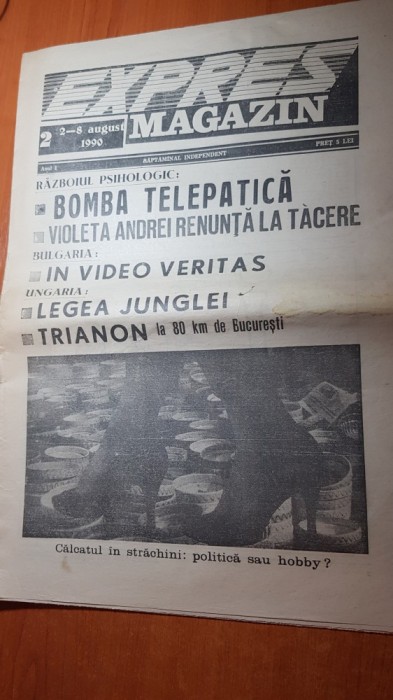 EXPRES
MAGAZIN
2 2—8 august 1990
Anul I
SĂPTĂMÎNAL INDEPENDENT
PREȚ 5 LEI
RĂZBOIUL PSIHOLOGIC:
BOMBA TELEPATICĂ
VIOLETA ANDREI RENUNȚĂ LA TĂCERE
BULGARIA:
IN VIDEO VERITAS
UNGARIA:
LEGEA JUNGLEI
TRIANON la 80 km de București
Călcatul în străchini: politică sau hobby?